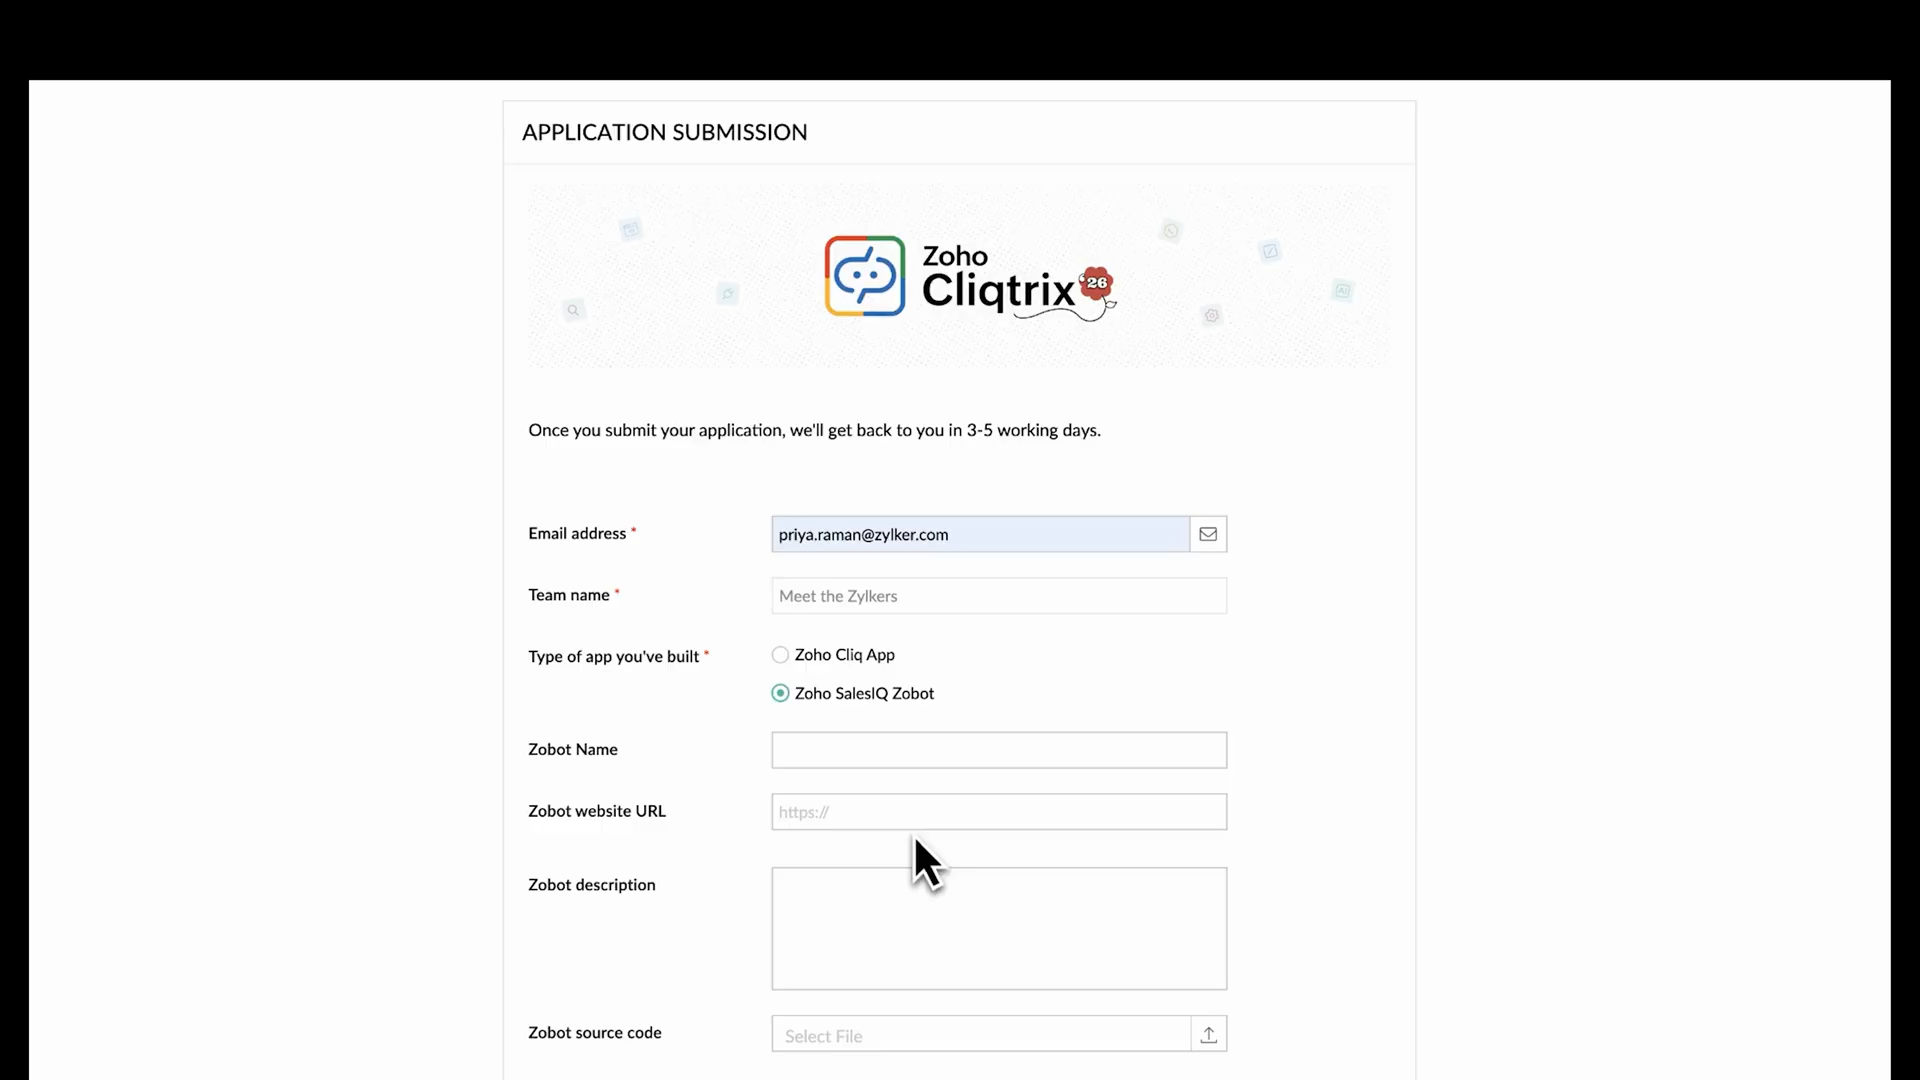 APPLICATION SUBMISSION
Zoho
Cliqtrix '26
Once you submit your application, we'll get back to you in 3-5 working days.
Email address *
priya.raman@zylker.com
Team name *
Meet the Zylkers
Type of app you've built *
Zoho Cliq App
Zoho SalesIQ Zobot
Zobot Name
Zobot website URL
https://
Zobot description
Zobot source code
Select File